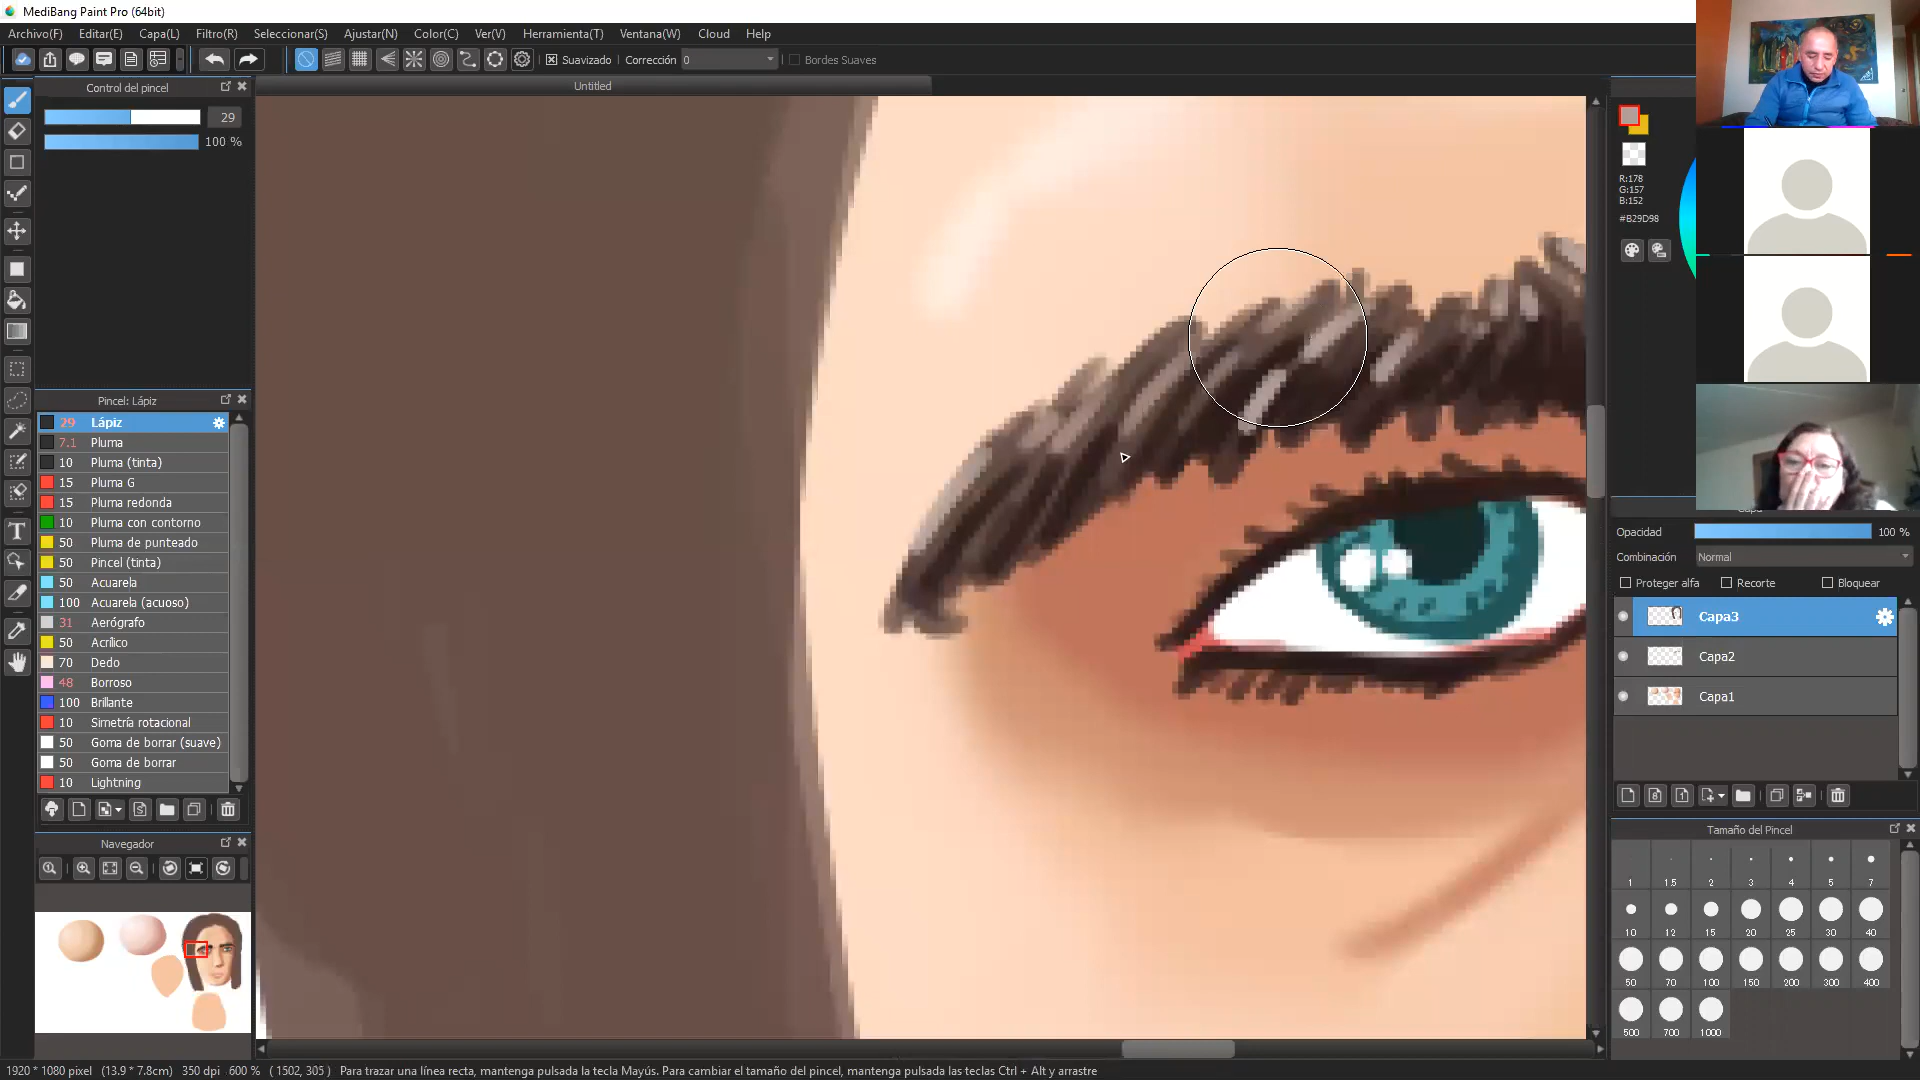 MediBang Paint Pro (64bit)
Archivo(F) Editar(E) Capa(L) Filtro(R) Seleccionar(S) Ajustar(N) Color(C) Ver(V) Herramienta(T) Ventana(W) Cloud Help
Suavizado Corrección 0 Bordes Suaves
Control del pincel
Untitled
29
100 %
R:178
G:157
B:152
#B29D98
Pincel: Lápiz
29 Lápiz
7.1 Pluma
10 Pluma (tinta)
15 Pluma G
15 Pluma redonda
10 Pluma con contorno
50 Pluma de punteado
50 Pincel (tinta)
50 Acuarela
100 Acuarela (acuoso)
31 Aerógrafo
50 Acrílico
70 Dedo
48 Borroso
100 Brillante
10 Simetría rotacional
50 Goma de borrar (suave)
50 Goma de borrar
10 Lightning
Navegador
Capa
Opacidad 100 %
Combinación Normal
Proteger alfa Recorte Bloquear
Capa3
Capa2
Capa1
Tamaño del Pincel
1 1.5 2 3 4 5 7
10 12 15 20 25 30 40
50 70 100 150 200 300 400
500 700 1000
1920 * 1080 pixel (13.9 * 7.8cm) 350 dpi 600 % ( 1502, 305 ) Para trazar una línea recta, mantenga pulsada la tecla Mayús. Para cambiar el tamaño del pincel, mantenga pulsada las teclas Ctrl + Alt y arrastre